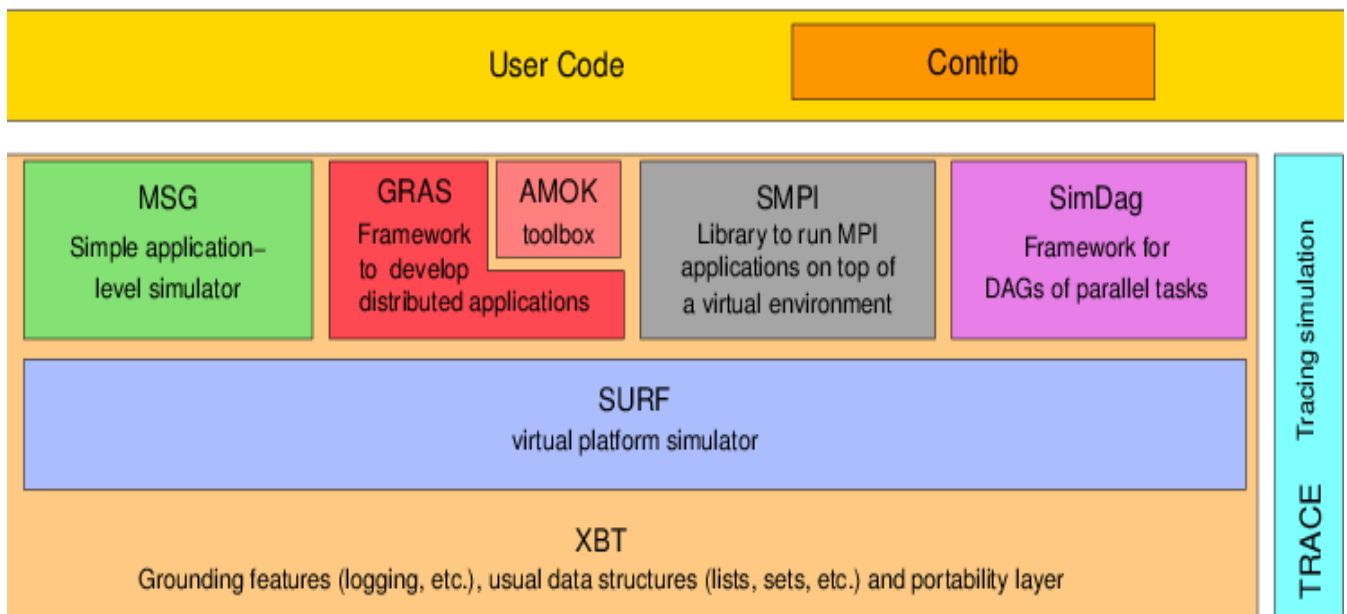 User Code
Contrib
MSG
Simple application–
level simulator
GRAS
Framework
to develop
distributed applications
AMOK
toolbox
SMPI
Library to run MPI
applications on top of
a virtual environment
SimDag
Framework for
DAGs of parallel tasks
SURF
virtual platform simulator
XBT
Grounding features (logging, etc.), usual data structures (lists, sets, etc.) and portability layer
TRACE Tracing simulation